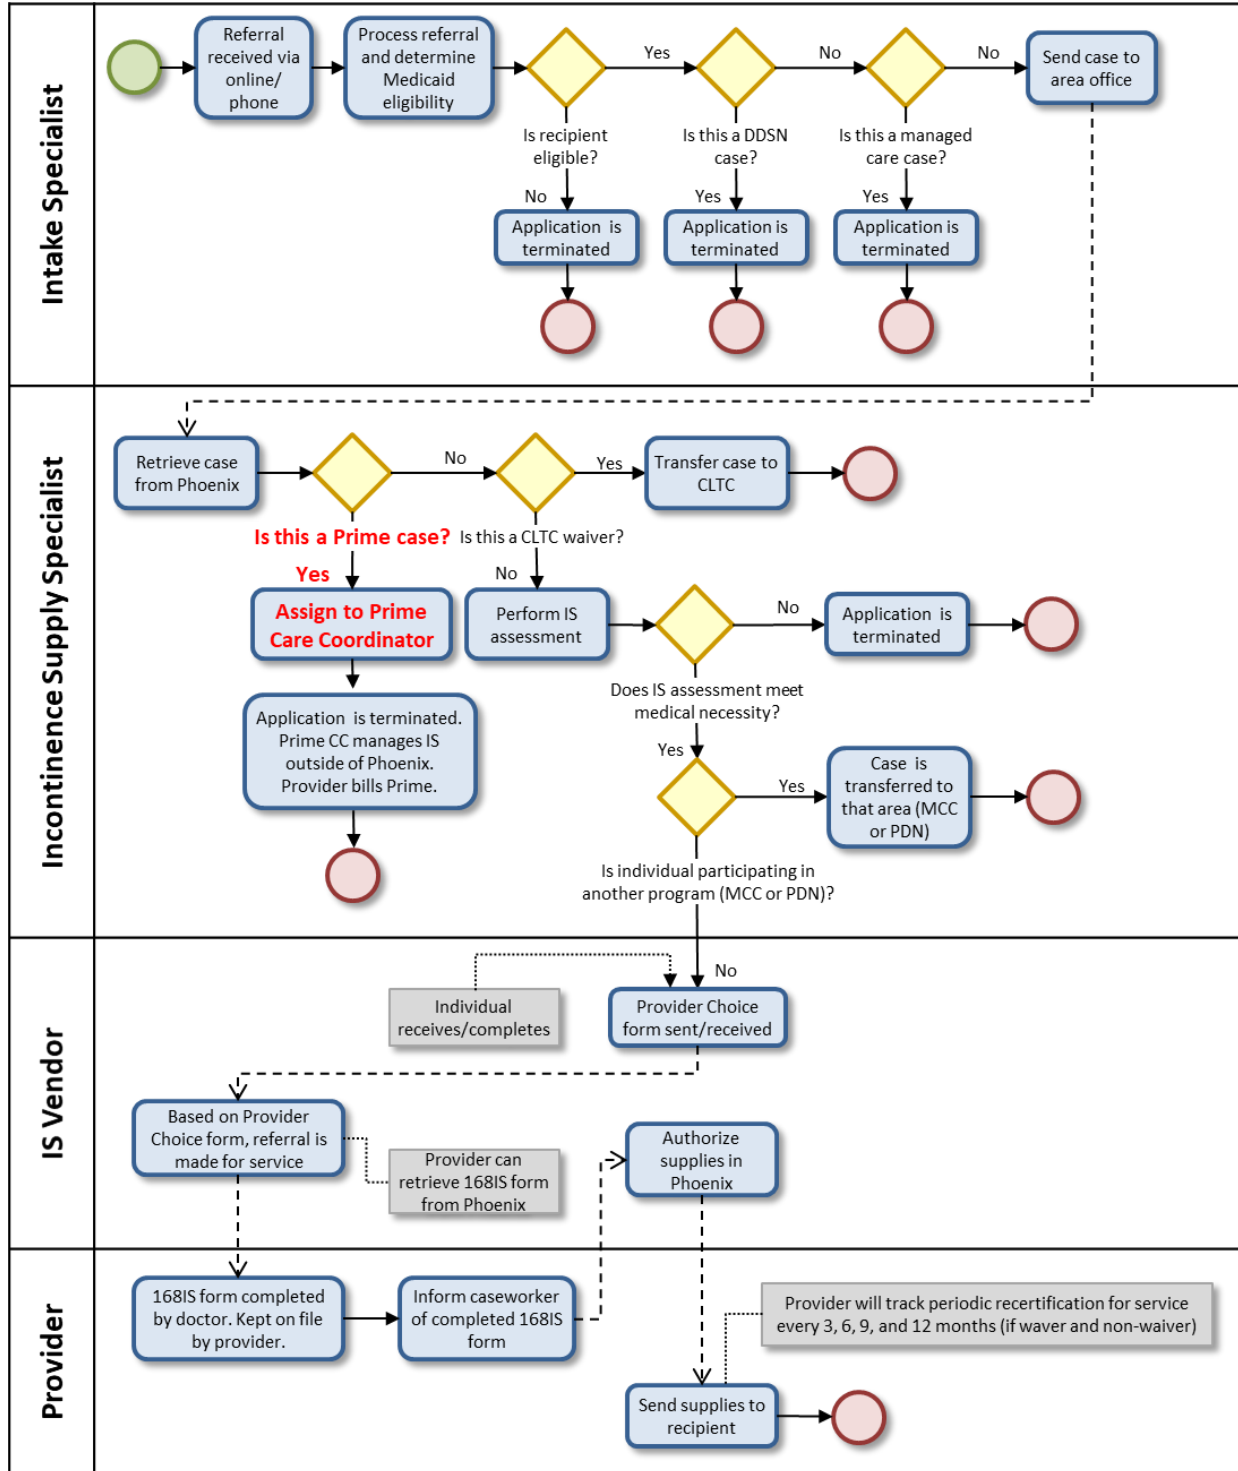 Intake Specialist
Referral
received via
online/
phone
Process referral
and determine
Medicaid
eligibility
Yes
No
No
Send case to
area office
Is recipient
eligible?
Is this a DDSN
case?
Is this a managed
care case?
No
Yes
Yes
Application is
terminated
Application is
terminated
Application is
terminated
Incontinence Supply Specialist
Retrieve case
from Phoenix
No
Yes
Transfer case to
CLTC
Is this a Prime case?
Is this a CLTC waiver?
Yes
No
Assign to Prime
Care Coordinator
Perform IS
assessment
No
Application is
terminated
Does IS assessment meet
medical necessity?
Application is terminated.
Prime CC manages IS
outside of Phoenix.
Provider bills Prime.
Yes
Yes
Case is
transferred to
that area (MCC
or PDN)
Is individual participating in
another program (MCC or PDN)?
IS Vendor
No
Individual
receives/completes
Provider Choice
form sent/received
Based on Provider
Choice form, referral is
made for service
Provider can
retrieve 168IS form
from Phoenix
Authorize
supplies in
Phoenix
Provider
168IS form completed
by doctor. Kept on file
by provider.
Inform caseworker
of completed 168IS
form
Provider will track periodic recertification for service
every 3, 6, 9, and 12 months (if waver and non-waiver)
Send supplies to
recipient